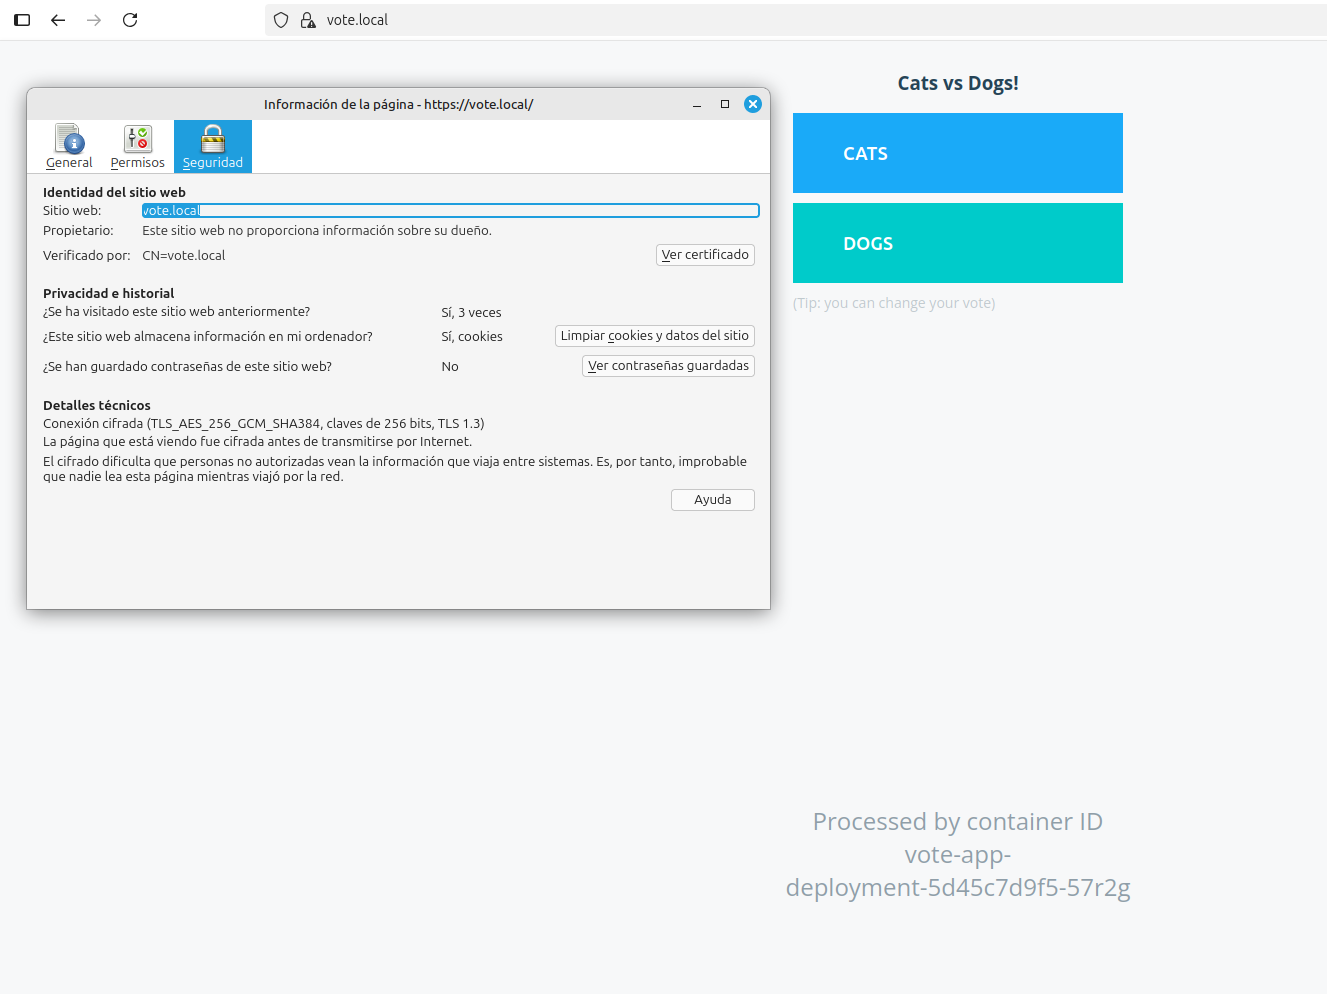 vote.local
Información de la página - https://vote.local/
General Permisos Seguridad
Identidad del sitio web
Sitio web: vote.local
Propietario: Este sitio web no proporciona información sobre su dueño.
Verificado por: CN=vote.local Ver certificado
Privacidad e historial
¿Se ha visitado este sitio web anteriormente? Sí, 3 veces
¿Este sitio web almacena información en mi ordenador? Sí, cookies Limpiar cookies y datos del sitio
¿Se han guardado contraseñas de este sitio web? No Ver contraseñas guardadas
Detalles técnicos
Conexión cifrada (TLS_AES_256_GCM_SHA384, claves de 256 bits, TLS 1.3)
La página que está viendo fue cifrada antes de transmitirse por Internet.
El cifrado dificulta que personas no autorizadas vean la información que viaja entre sistemas. Es, por tanto, improbable
que nadie lea esta página mientras viajó por la red.
Ayuda
Cats vs Dogs!
CATS
DOGS
(Tip: you can change your vote)
Processed by container ID
vote-app-
deployment-5d45c7d9f5-57r2g